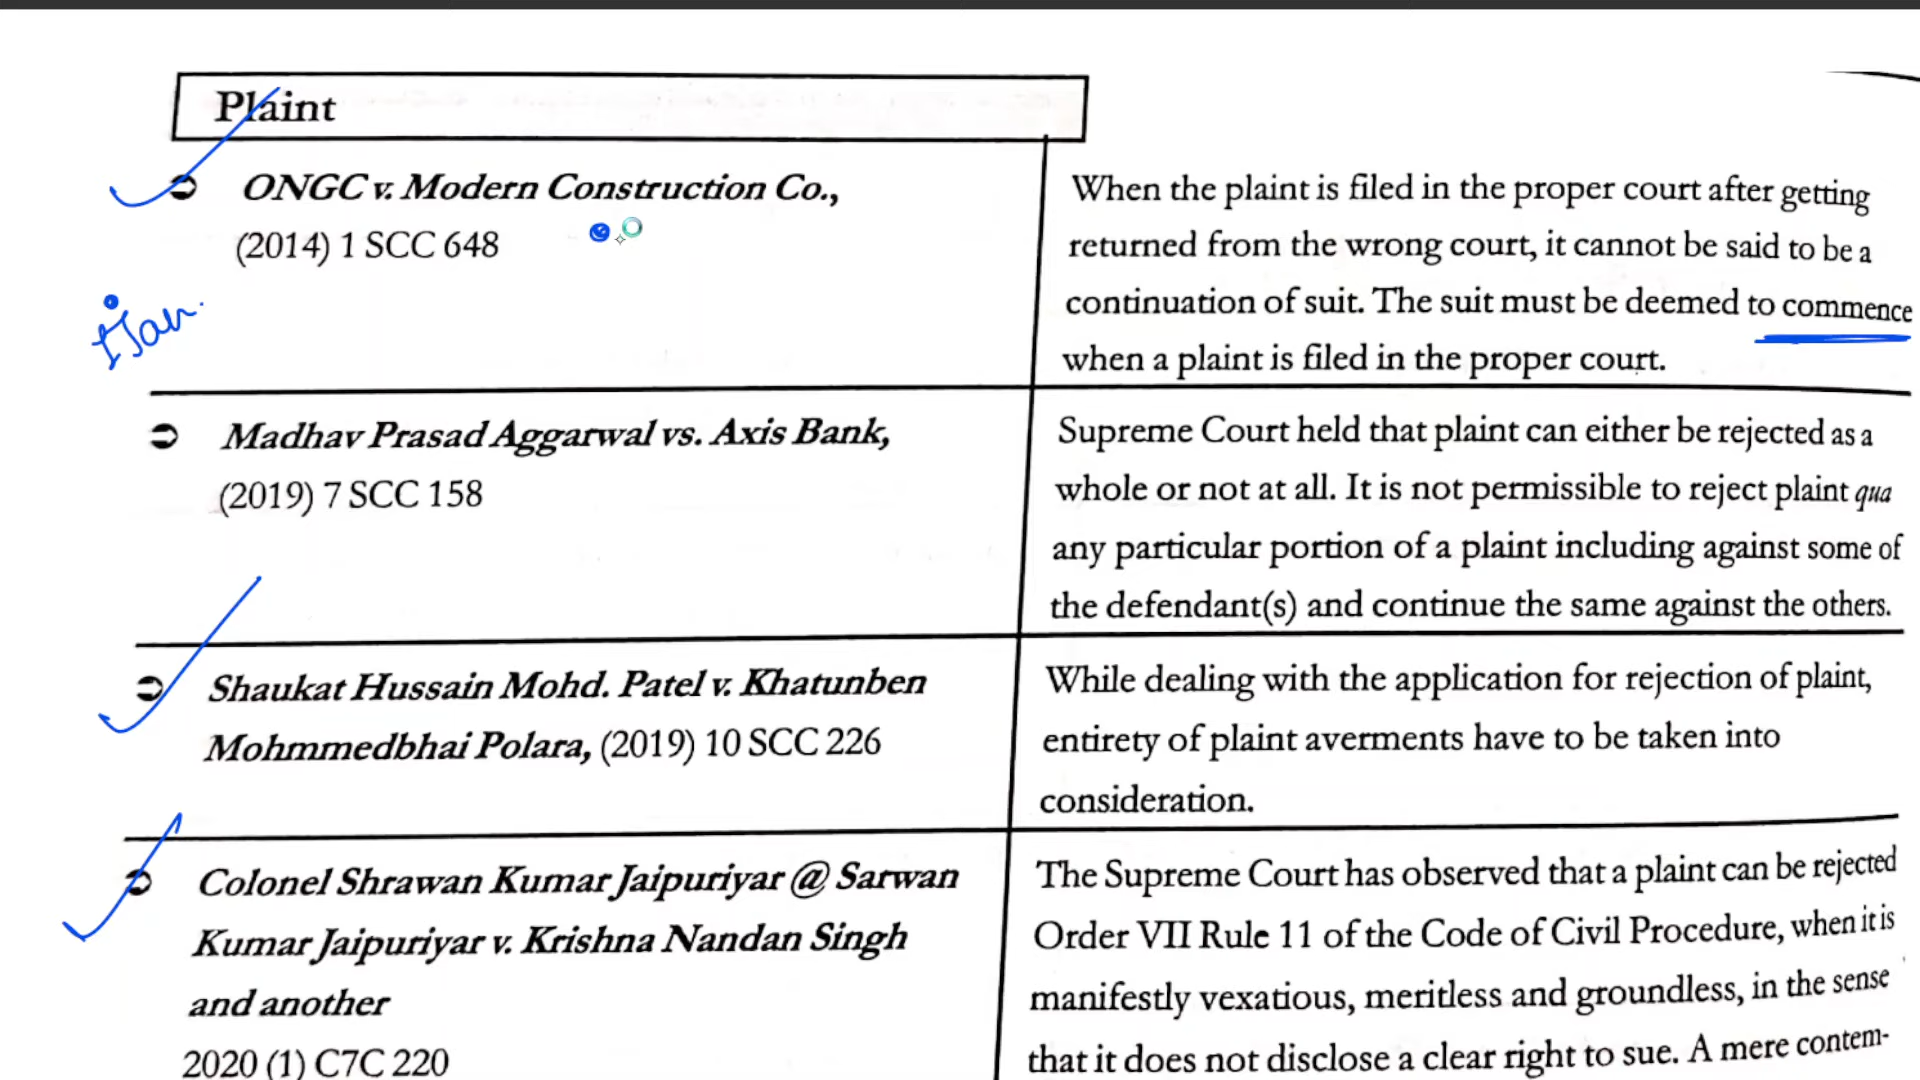 Plaint
ONGC v. Modern Construction Co.,
(2014) 1 SCC 648
When the plaint is filed in the proper court after getting
returned from the wrong court, it cannot be said to be a
continuation of suit. The suit must be deemed to commence
when a plaint is filed in the proper court.
Madhav Prasad Aggarwal vs. Axis Bank,
(2019) 7 SCC 158
Supreme Court held that plaint can either be rejected as a
whole or not at all. It is not permissible to reject plaint qua
any particular portion of a plaint including against some of
the defendant(s) and continue the same against the others.
Shaukat Hussain Mohd. Patel v. Khatunben
Mohmmedbhai Polara, (2019) 10 SCC 226
While dealing with the application for rejection of plaint,
entirety of plaint averments have to be taken into
consideration.
Colonel Shrawan Kumar Jaipuriyar @ Sarwan
Kumar Jaipuriyar v. Krishna Nandan Singh
and another
2020 (1) C7C 220
The Supreme Court has observed that a plaint can be rejected
Order VII Rule 11 of the Code of Civil Procedure, when it is
manifestly vexatious, meritless and groundless, in the sense
that it does not disclose a clear right to sue. A mere contem-